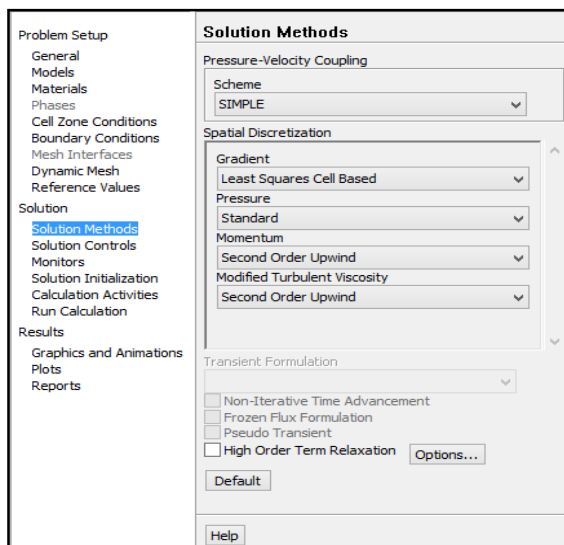 Problem Setup
General
Models
Materials
Phases
Cell Zone Conditions
Boundary Conditions
Mesh Interfaces
Dynamic Mesh
Reference Values
Solution
Solution Methods
Solution Controls
Monitors
Solution Initialization
Calculation Activities
Run Calculation
Results
Graphics and Animations
Plots
Reports
Solution Methods
Pressure-Velocity Coupling
Scheme
SIMPLE
Spatial Discretization
Gradient
Least Squares Cell Based
Pressure
Standard
Momentum
Second Order Upwind
Modified Turbulent Viscosity
Second Order Upwind
Transient Formulation
Non-Iterative Time Advancement
Frozen Flux Formulation
Pseudo Transient
High Order Term Relaxation Options...
Default
Help